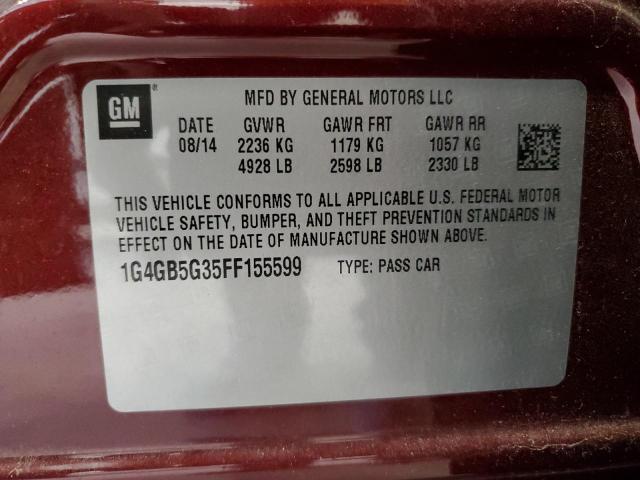 GM
MFD BY GENERAL MOTORS LLC
DATE GVWR GAWR FRT GAWR RR
08/14 2236 KG 1179 KG 1057 KG
4928 LB 2598 LB 2330 LB
THIS VEHICLE CONFORMS TO ALL APPLICABLE U.S. FEDERAL MOTOR
VEHICLE SAFETY, BUMPER, AND THEFT PREVENTION STANDARDS IN
EFFECT ON THE DATE OF MANUFACTURE SHOWN ABOVE.
1G4GB5G35FF155599 TYPE: PASS CAR